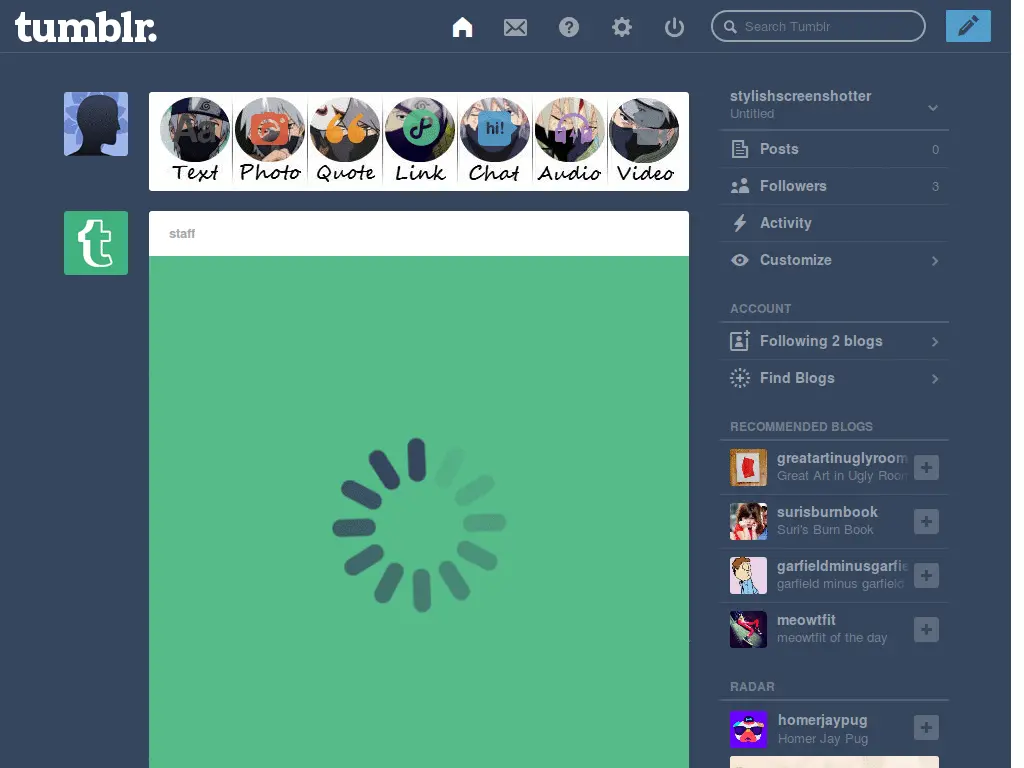 tumblr.
Search Tumblr
Aa
hi!
Text Photo Quote Link Chat Audio Video
staff
stylishscreenshotter
Untitled
Posts 0
Followers 3
Activity
Customize
ACCOUNT
Following 2 blogs
Find Blogs
RECOMMENDED BLOGS
greatartinuglyroom
Great Art in Ugly Room
surisburnbook
Suri's Burn Book
garfieldminusgarfie
garfield minus garfield
meowtfit
meowtfit of the day
RADAR
homerjaypug
Homer Jay Pug